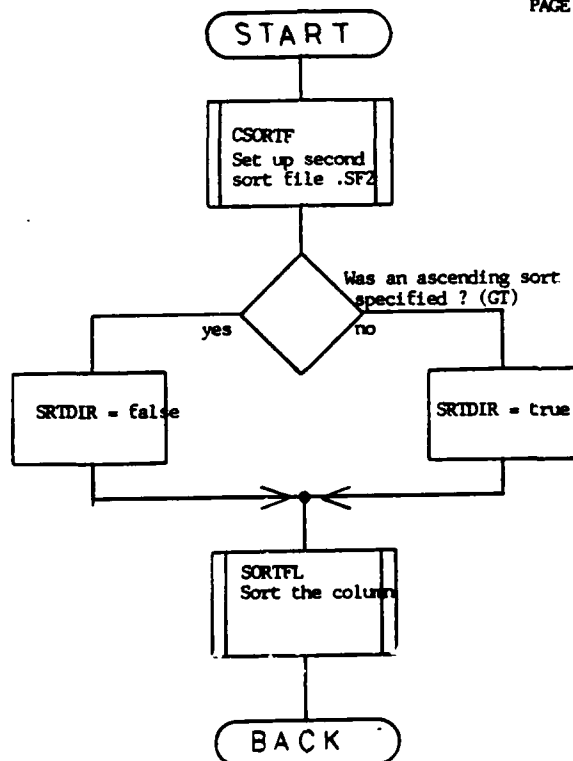 PAGE
START
CSORTF
Set up second
sort file .SF2
Was an ascending sort
specified ? (GT)
yes
no
SRTDIR = false
SRTDIR = true
SORTFL
Sort the column
BACK